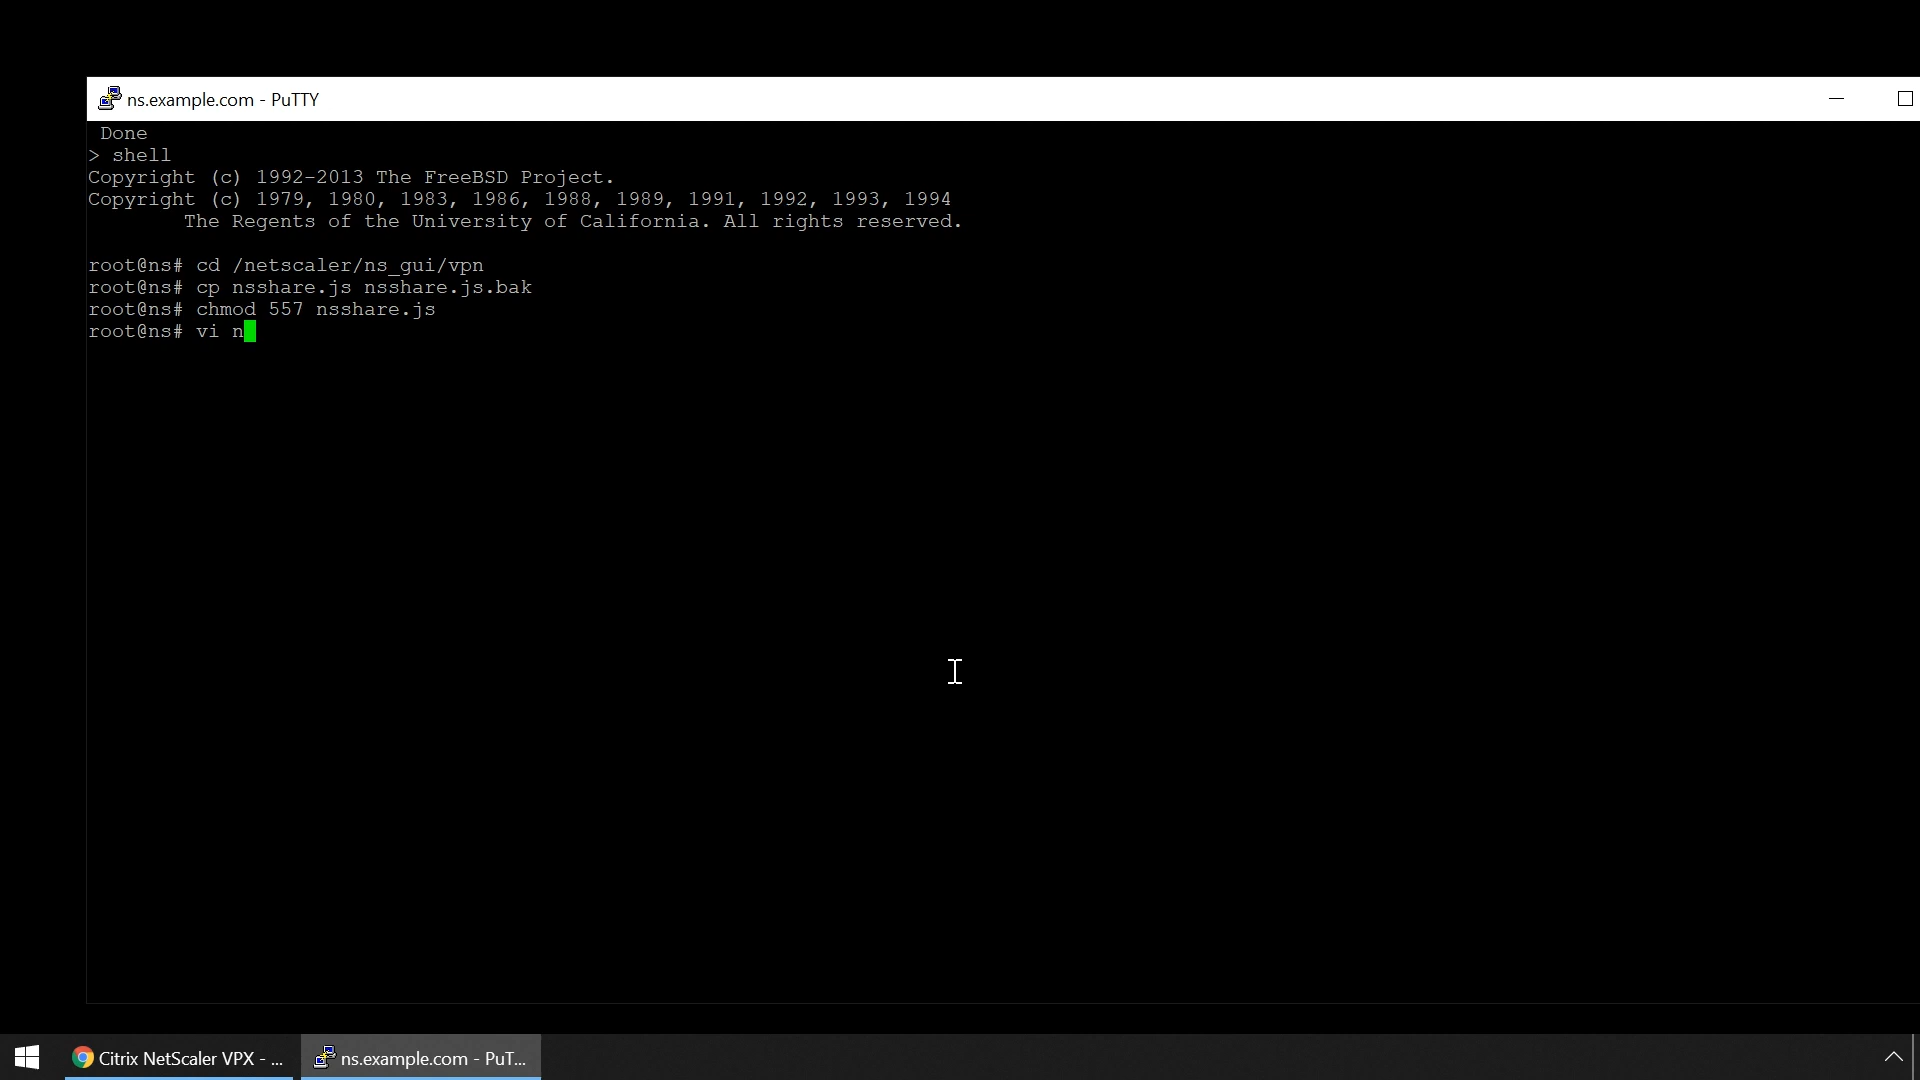 ns.example.com - PuTTY
Done
> shell
Copyright (c) 1992-2013 The FreeBSD Project.
Copyright (c) 1979, 1980, 1983, 1986, 1988, 1989, 1991, 1992, 1993, 1994
The Regents of the University of California. All rights reserved.
root@ns# cd /netscaler/ns_gui/vpn
root@ns# cp nsshare.js nsshare.js.bak
root@ns# chmod 557 nsshare.js
root@ns# vi n
Citrix NetScaler VPX - ...
ns.example.com - PuT...